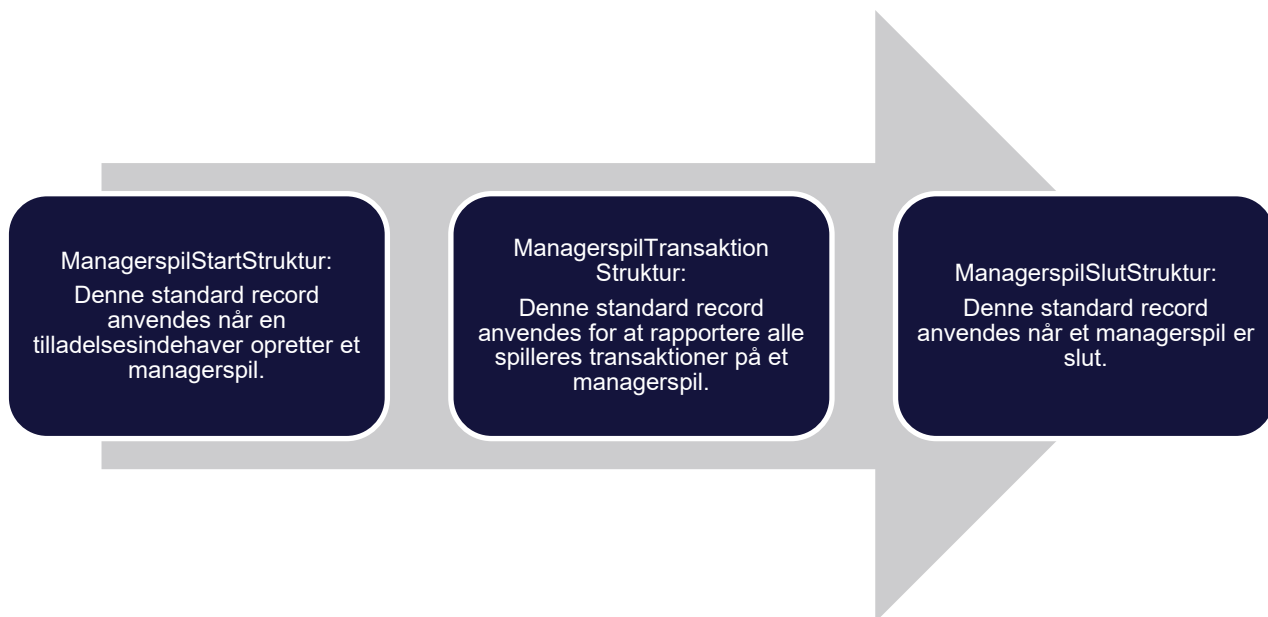 ManagerspilStartStruktur:
Denne standard record
anvendes når en
tilladelsesindehaver opretter et
managerspil.
ManagerspilTransaktion
Struktur:
Denne standard record
anvendes for at rapportere alle
spilleres transaktioner på et
managerspil.
ManagerspilSlutStruktur:
Denne standard record
anvendes når et managerspil er
slut.